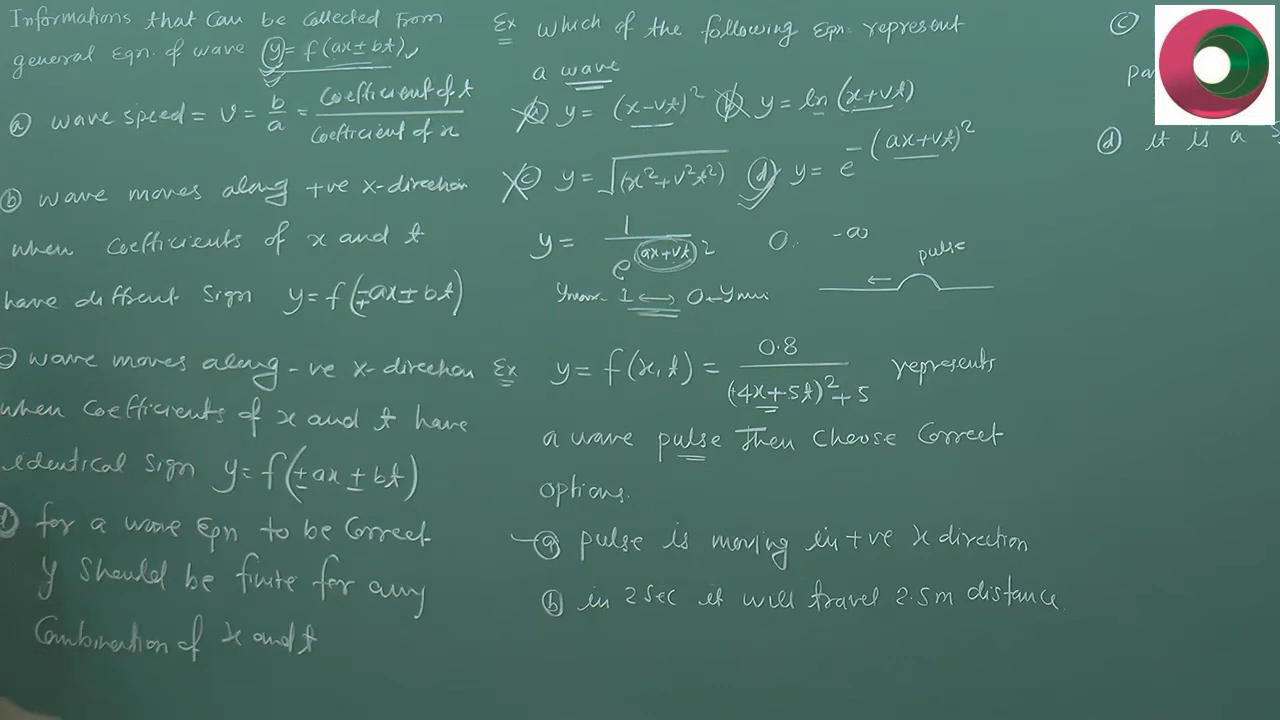 Informations that can be collected from
general Eqn. of wave y = f(ax ± bt)
(a) wave speed = v = b/a = Coefficient of t / Coefficient of x
(b) wave moves along +ve x-direction
when coefficients of x and t
have different sign y = f(±ax ± bt)
(c) wave moves along -ve x-direction
when Coefficients of x and t have
identical sign y = f(±ax ± bt)
(d) for a wave Eqn to be Correct
y should be finite for any
Combination of x and t
Ex which of the following Eqn. represent
a wave
(a) y = (x-vt)² (b) y = ln (x+vt)
(c) y = √(x²+v²t²) (d) y = e^-(ax+vt)²
y = 1 / e^(ax+vt)² 0. -∞
pulse
ymax. 1 ↔ 0 ymin
Ex y = f(x,t) = 0.8 / (4x+5t)²+5 represents
a wave pulse Then choose Correct
options.
(a) pulse is moving in +ve x direction
(b) in 2 sec it will travel 2.5m distance.
(c)
(d) it is a